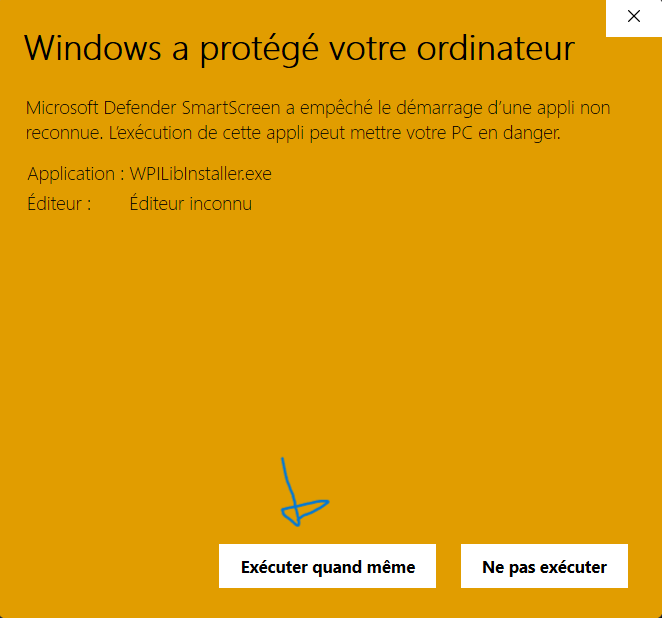 Windows a protégé votre ordinateur
Microsoft Defender SmartScreen a empêché le démarrage d'une appli non
reconnue. L'exécution de cette appli peut mettre votre PC en danger.
Application : WPILibInstaller.exe
Éditeur : Éditeur inconnu
Exécuter quand même Ne pas exécuter